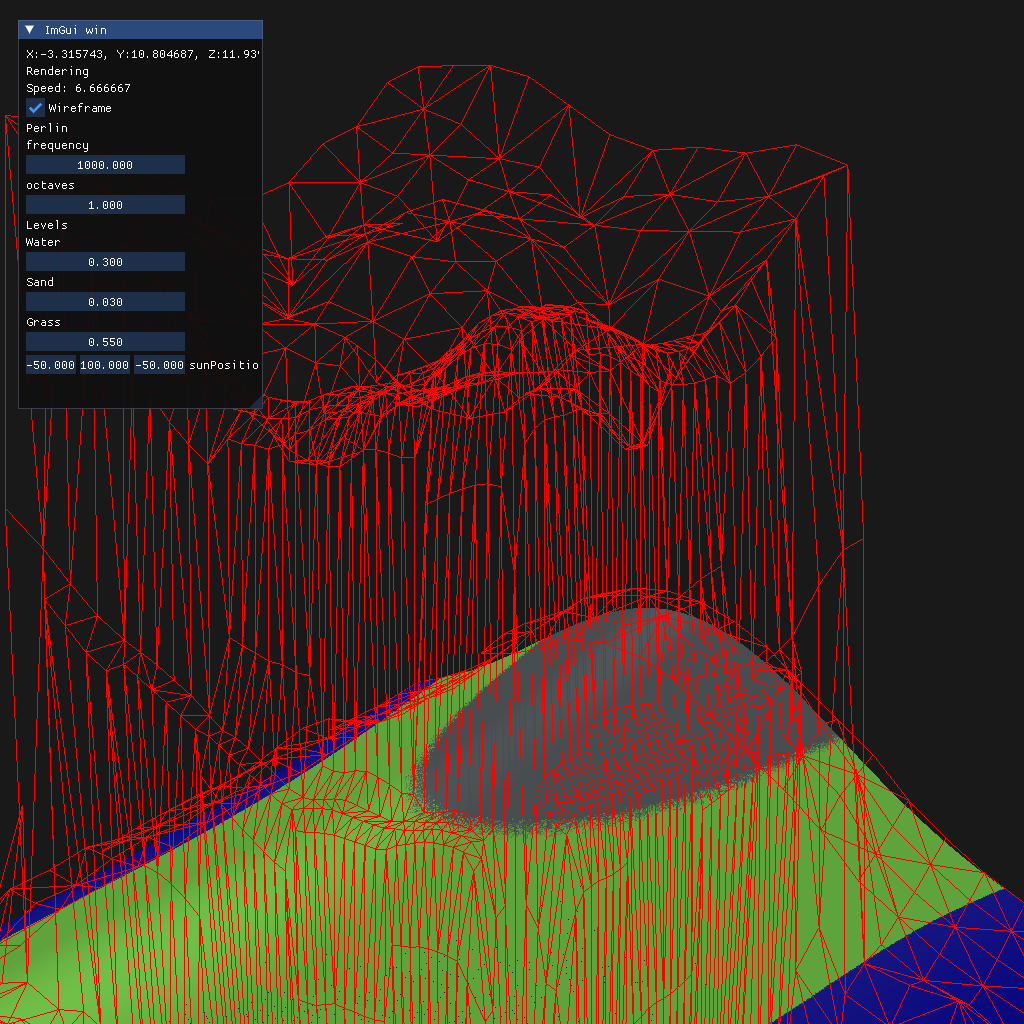 ImGui win
X:-3.315743, Y:10.804687, Z:11.93
Rendering
Speed: 6.666667
Wireframe
Perlin
frequency
1000.000
octaves
1.000
Levels
Water
0.300
Sand
0.030
Grass
0.550
-50.000 100.000 -50.000 sunPositio